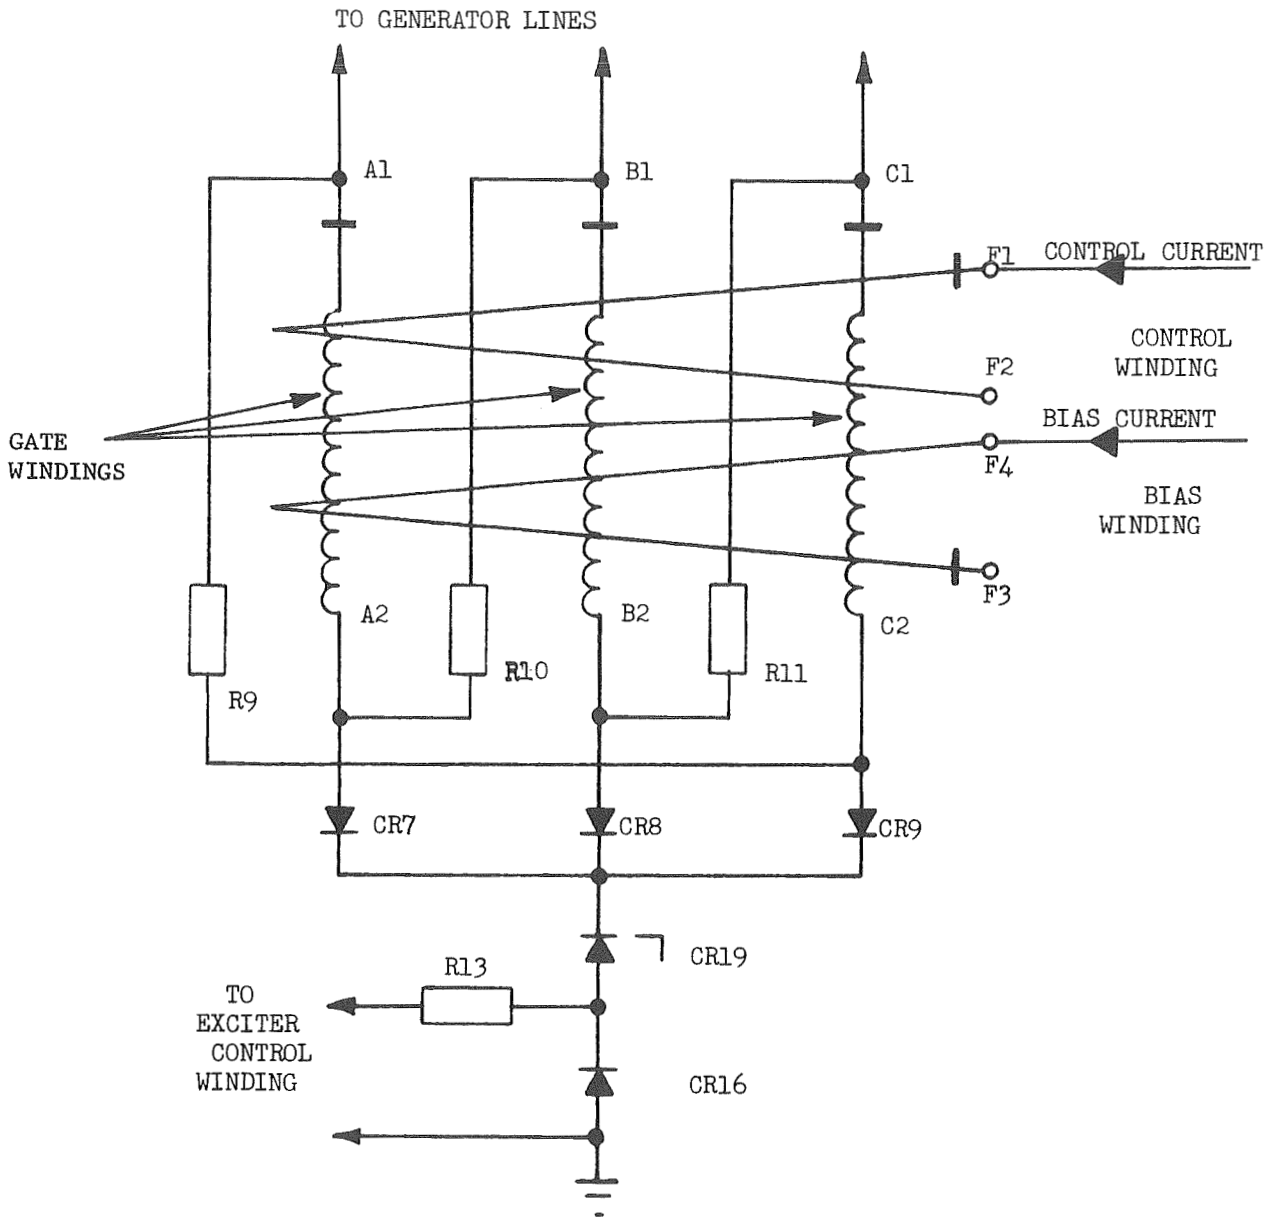 TO GENERATOR LINES
A1
B1
C1
F1
CONTROL CURRENT
CONTROL
WINDING
F2
BIAS CURRENT
F4
GATE
WINDINGS
BIAS
WINDING
F3
A2
B2
C2
R9
R10
R11
CR7
CR8
CR9
CR19
R13
TO
EXCITER
CONTROL
WINDING
CR16